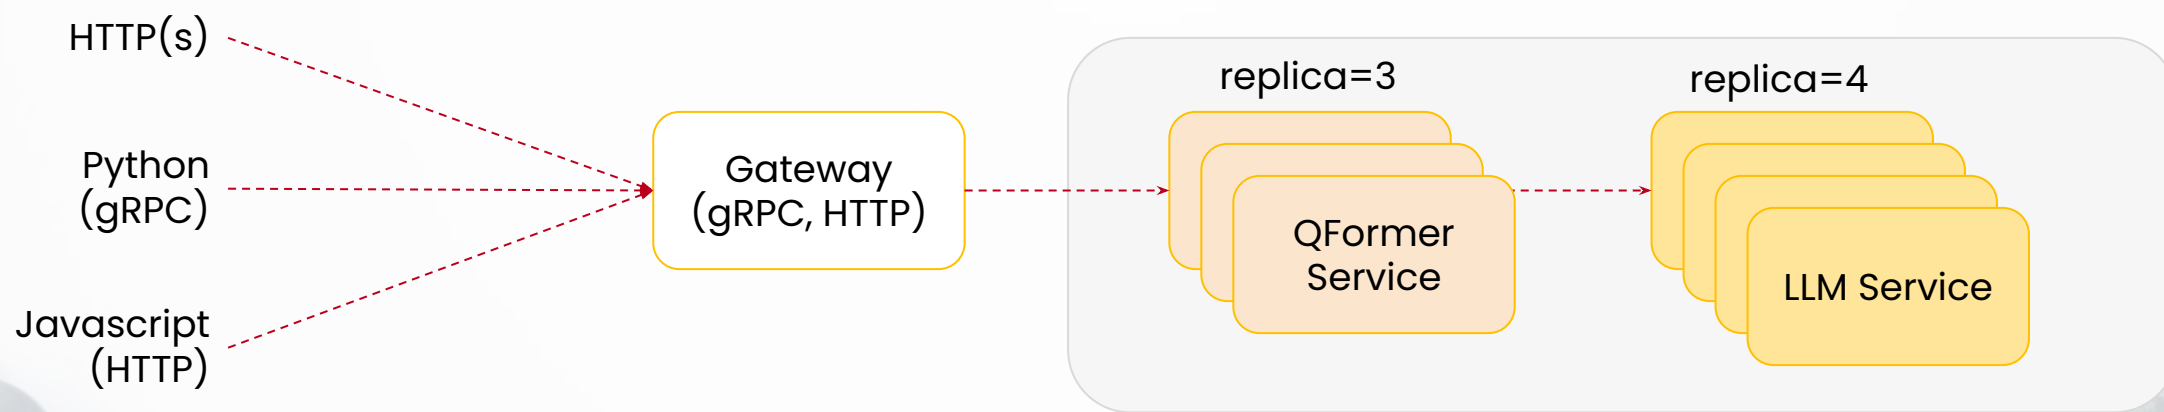 HTTP(s)
Python
(gRPC)
Javascript
(HTTP)
Gateway
(gRPC, HTTP)
replica=3
QFormer
Service
replica=4
LLM Service